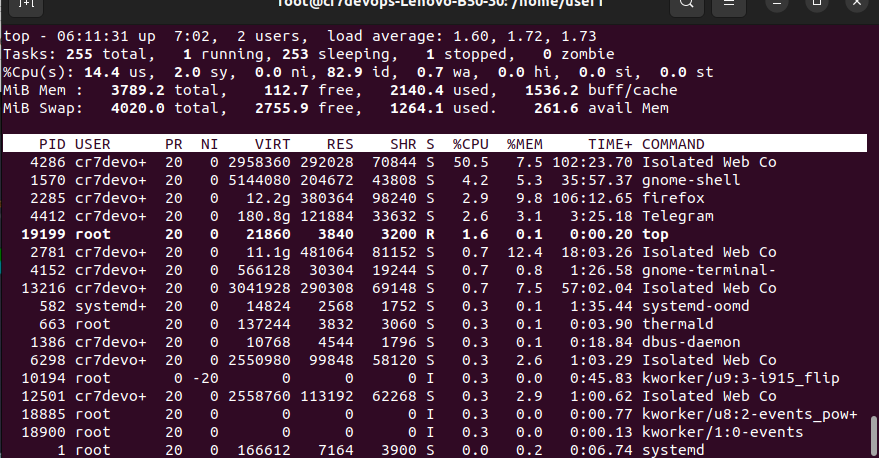 root@cr7devops-Lenovo-B50-30: /home/user1
top - 06:11:31 up  7:02,  2 users,  load average: 1.60, 1.72, 1.73
Tasks: 255 total,   1 running, 253 sleeping,   1 stopped,   0 zombie
%Cpu(s): 14.4 us,  2.0 sy,  0.0 ni, 82.9 id,  0.7 wa,  0.0 hi,  0.0 si,  0.0 st
MiB Mem :   3789.2 total,    112.7 free,   2140.4 used,   1536.2 buff/cache
MiB Swap:   4020.0 total,   2755.9 free,   1264.1 used.    261.6 avail Mem
PID USER      PR  NI    VIRT    RES    SHR S  %CPU  %MEM     TIME+ COMMAND
4286 cr7devo+  20   0 2958360 292028  70844 S  50.5   7.5 102:23.70 Isolated Web Co
1570 cr7devo+  20   0 5144080 204672  43808 S   4.2   5.3  35:57.37 gnome-shell
2285 cr7devo+  20   0   12.2g 380364  98240 S   2.9   9.8 106:12.65 firefox
4412 cr7devo+  20   0  180.8g 121884  33632 S   2.6   3.1   3:25.18 Telegram
19199 root      20   0   21860   3840   3200 R   1.6   0.1   0:00.20 top
2781 cr7devo+  20   0   11.1g 481064  81152 S   0.7  12.4  18:03.26 Isolated Web Co
4152 cr7devo+  20   0  566128  30304  19244 S   0.7   0.8   1:26.58 gnome-terminal-
13216 cr7devo+  20   0 3041928 290308  69148 S   0.7   7.5  57:02.04 Isolated Web Co
582 systemd+  20   0   14824   2568   1752 S   0.3   0.1   1:35.44 systemd-oomd
663 root      20   0  137244   3832   3060 S   0.3   0.1   0:03.90 thermald
1386 cr7devo+  20   0   10768   4544   1796 S   0.3   0.1   0:18.84 dbus-daemon
6298 cr7devo+  20   0 2550980  99848  58120 S   0.3   2.6   1:03.29 Isolated Web Co
10194 root       0 -20       0      0      0 I   0.3   0.0   0:45.83 kworker/u9:3-i915_flip
12501 cr7devo+  20   0 2558760 113192  62268 S   0.3   2.9   1:00.62 Isolated Web Co
18885 root      20   0       0      0      0 I   0.3   0.0   0:00.77 kworker/u8:2-events_pow+
18900 root      20   0       0      0      0 I   0.3   0.0   0:00.13 kworker/1:0-events
1 root      20   0  166612   7164   3900 S   0.0   0.2   0:06.74 systemd